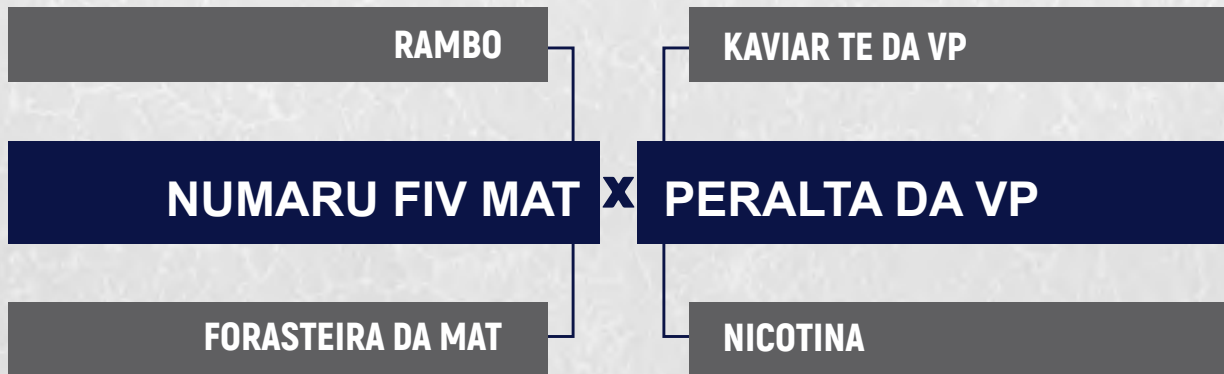 RAMBO
KAVIAR TE DA VP
NUMARU FIV MAT X PERALTA DA VP
FORASTEIRA DA MAT
NICOTINA